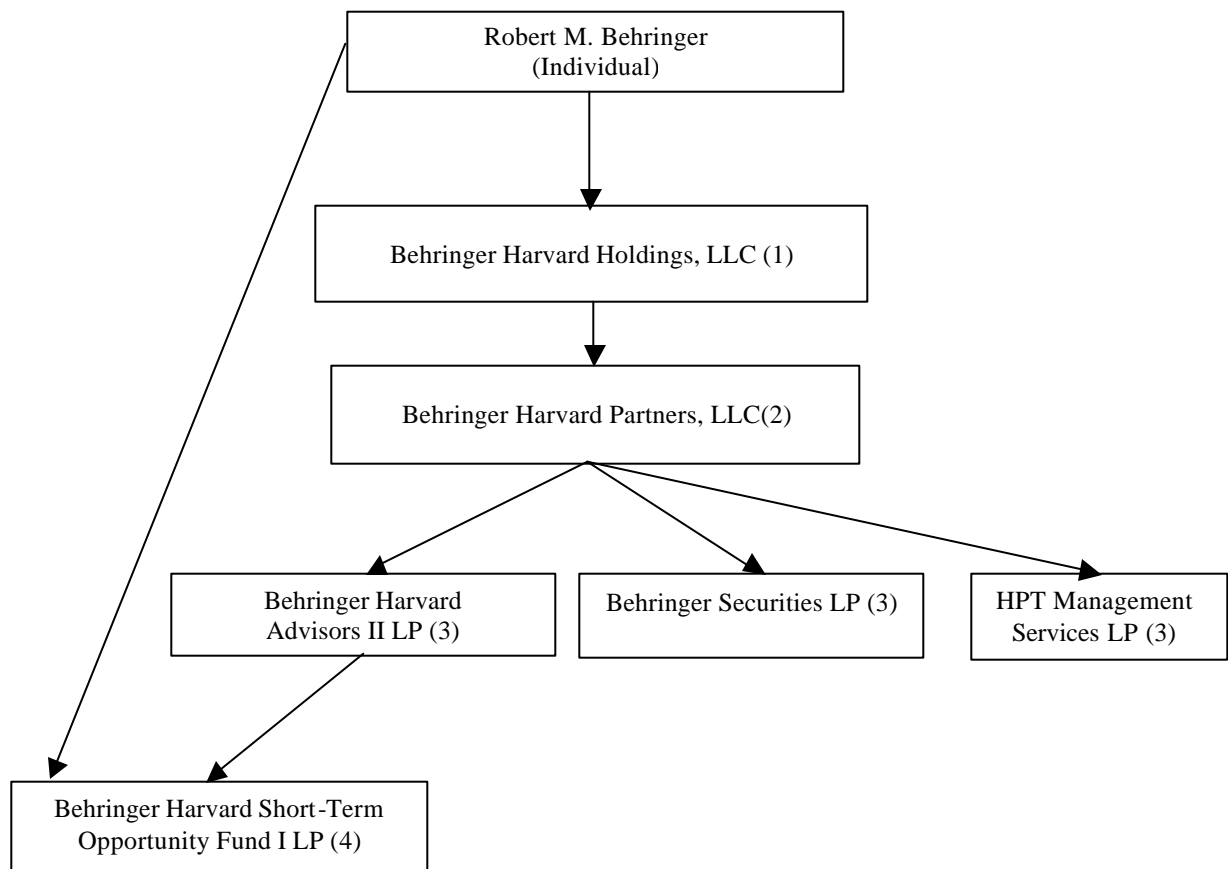 Robert M. Behringer
(Individual)
Behringer Harvard Holdings, LLC (1)
Behringer Harvard Partners, LLC(2)
Behringer Harvard
Advisors II LP (3)
Behringer Securities LP (3)
HPT Management
Services LP (3)
Behringer Harvard Short-Term
Opportunity Fund I LP (4)